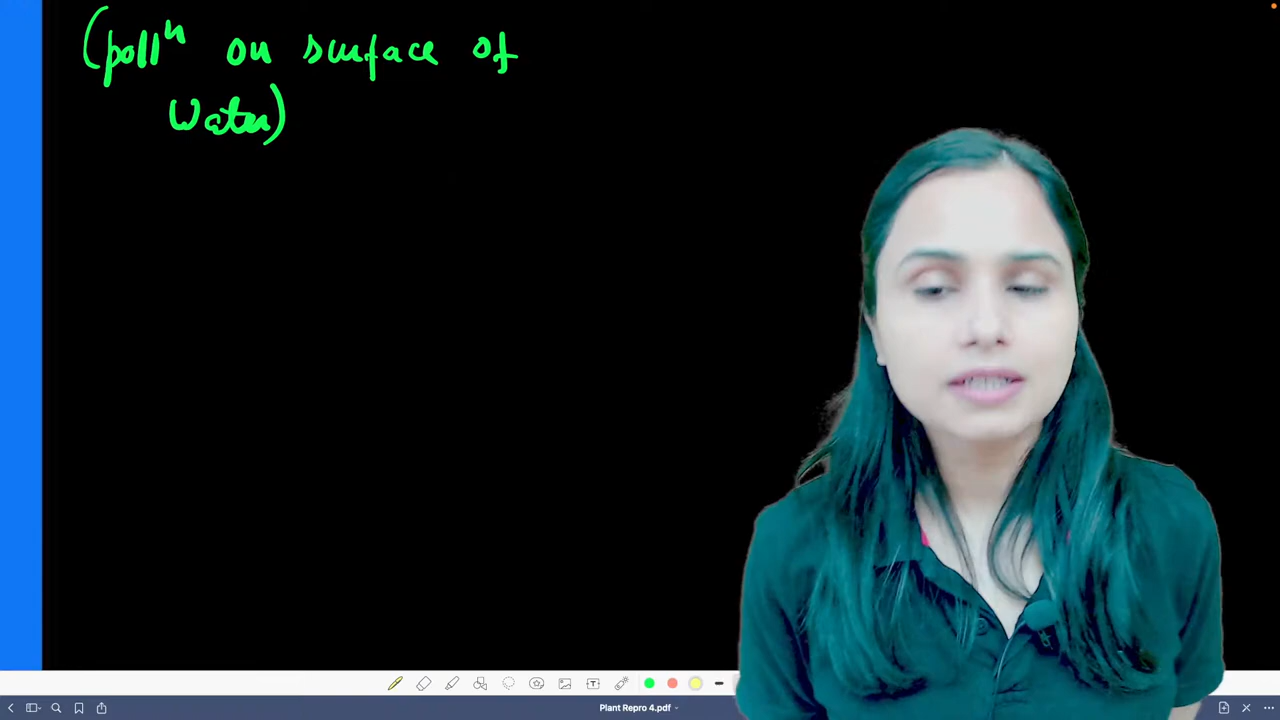 (pollⁿ on surface of
Water)
Plant Repro 4.pdf